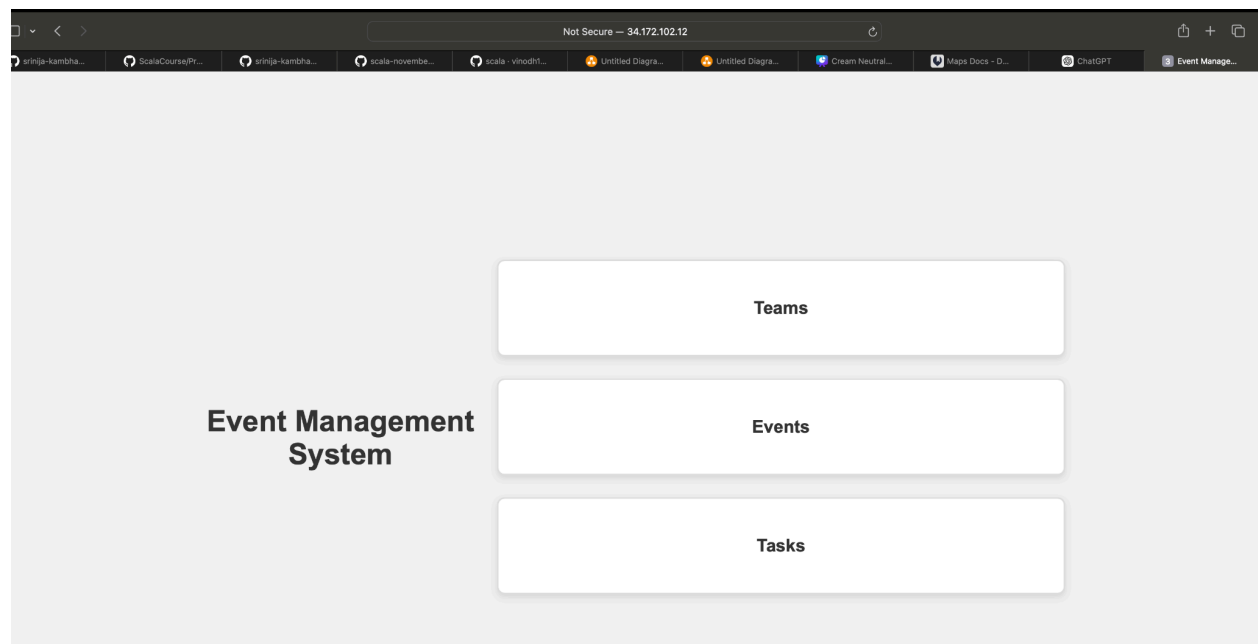 Not Secure — 34.172.102.12
srinija-kambha...
ScalaCourse/Pr...
srinija-kambha...
scala-novembe...
scala · vinodh1...
Untitled Diagra...
Untitled Diagra...
Cream Neutral...
Maps Docs - D...
ChatGPT
3 Event Manage...
Teams
Event Management
System
Events
Tasks